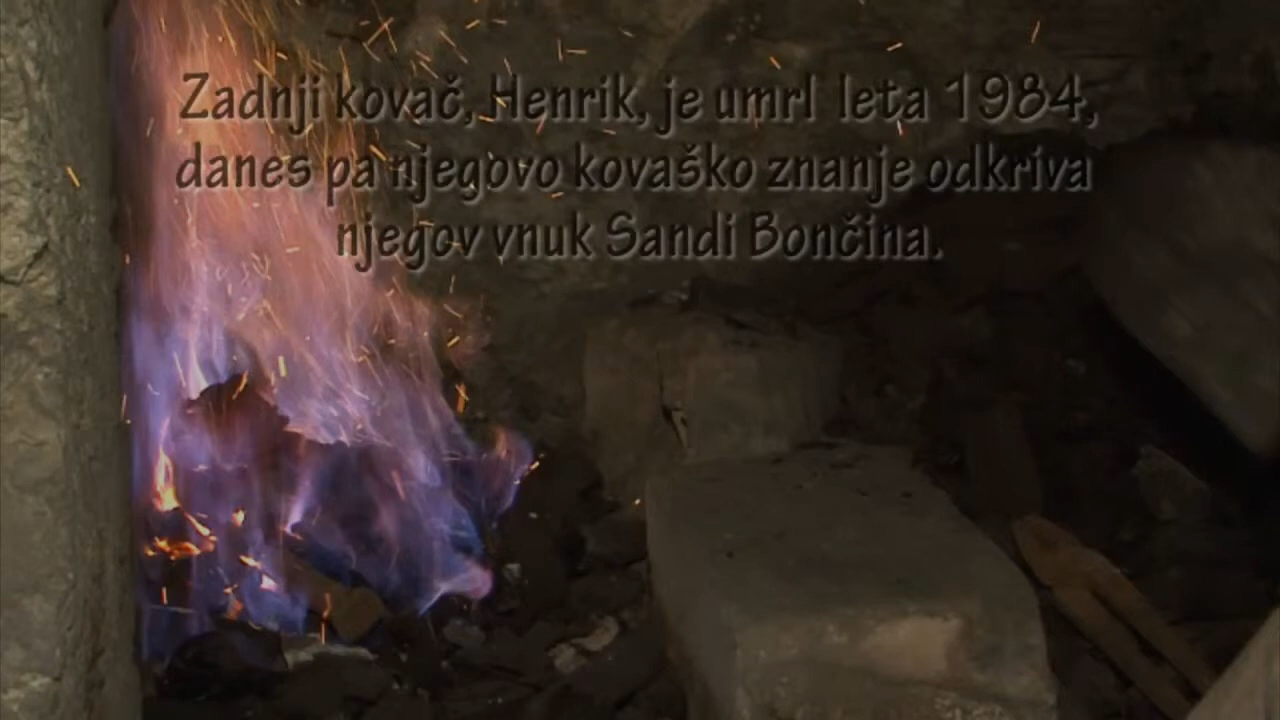 Zadnji kovač, Henrik, je umrl leta 1984,
danes pa njegovo kovaško znanje odkriva
njegov vnuk Sandi Bončina.